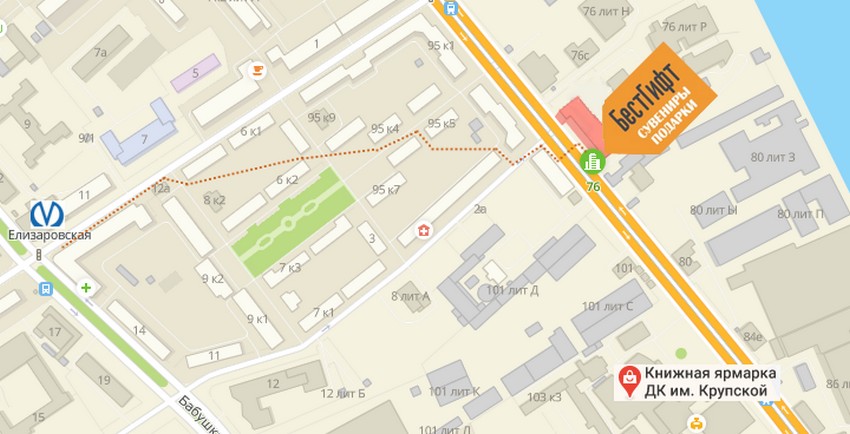 76 лит Н
76 лит Р
76с
95 к1
1
7а
5
95 к9
95 к4
95 к5
БестГифт
СУВЕНИРЫ
ПОДАРКИ
9/1
7
6 к1
76
80 лит З
12а
11
6 к2
8 к2
95 к7
2а
80 лит Ы
80 лит П
Елизаровская
3
80
9 к2
7 к3
101
8 лит А
101 лит Д
101 лит С
14
9 к1
7 к1
17
84е
11
19
12
12 лит Б
101 лит К
103 к3
Книжная ярмарка
ДК им. Крупской
86
Бабушк
101 лит Л